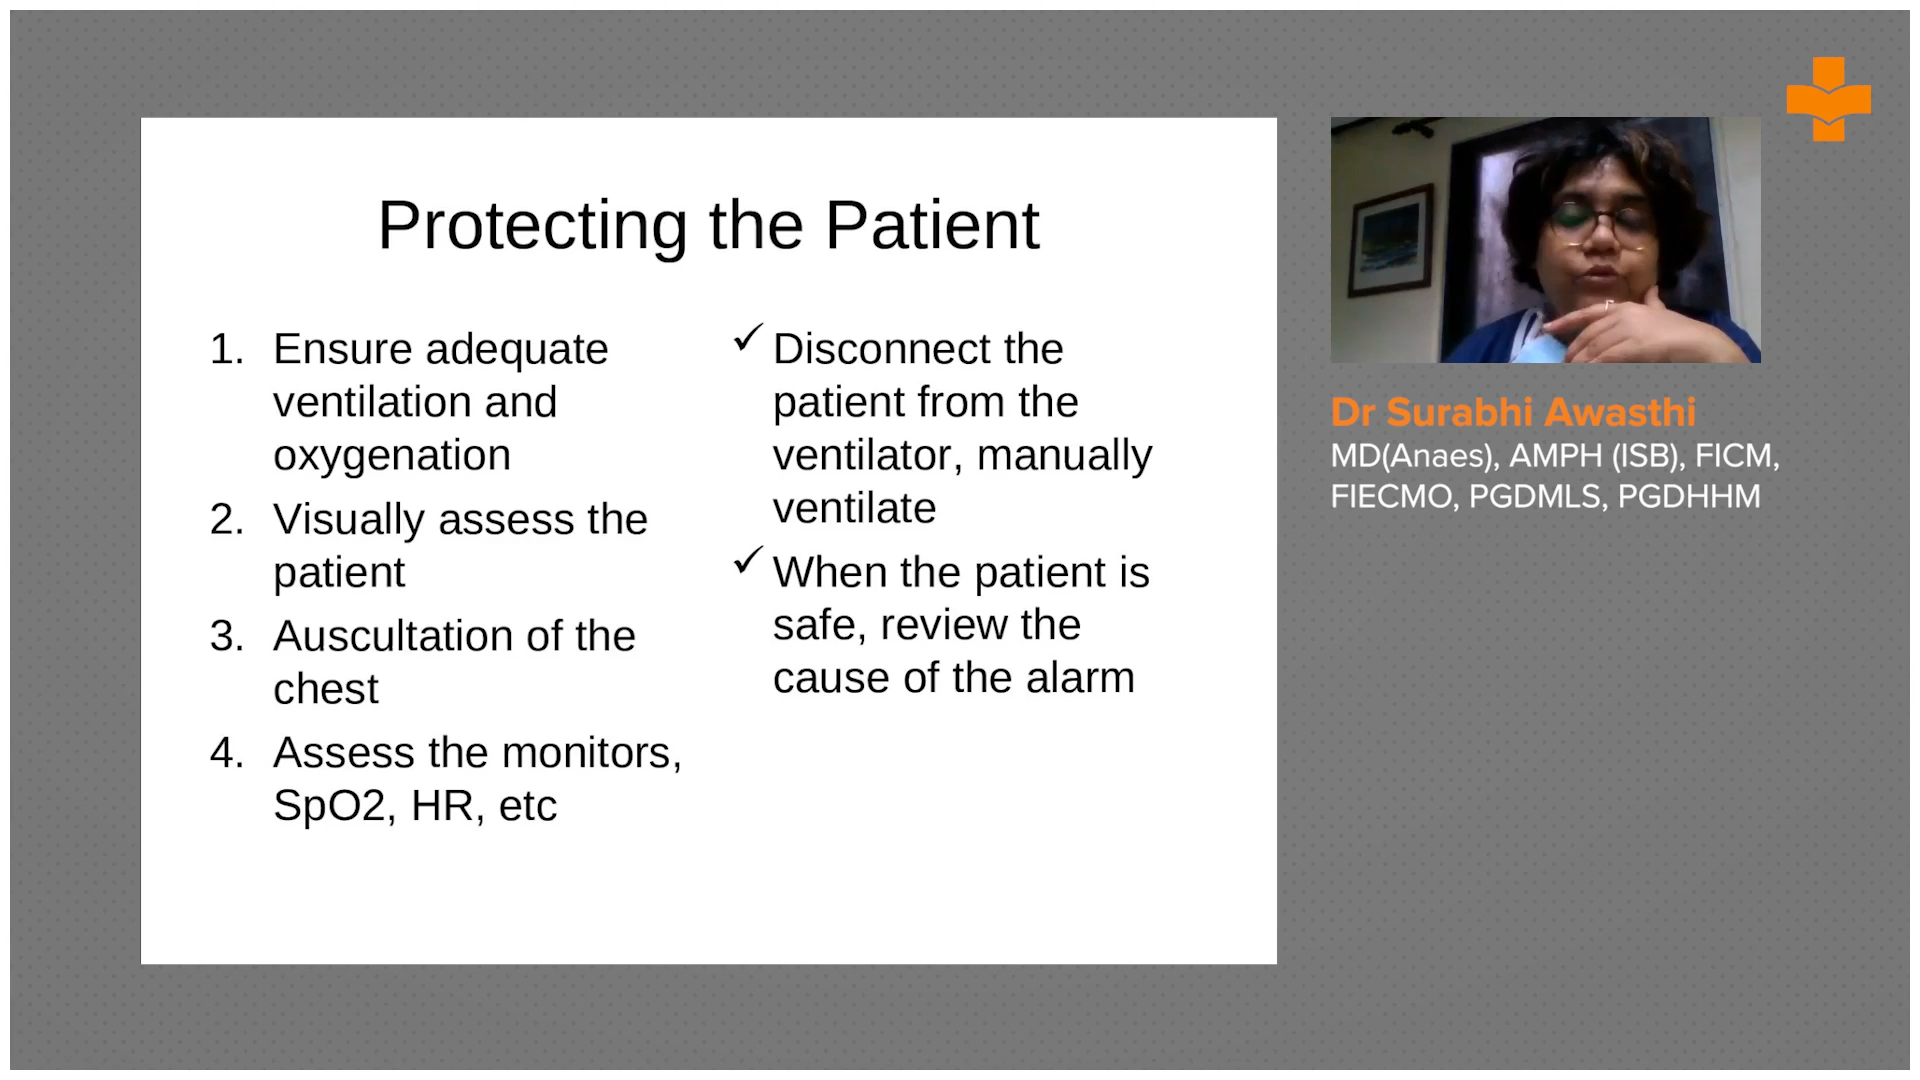 Protecting the Patient
1. Ensure adequate
ventilation and
oxygenation
2. Visually assess the
patient
3. Auscultation of the
chest
4. Assess the monitors,
SpO2, HR, etc
✓ Disconnect the
patient from the
ventilator, manually
ventilate
✓ When the patient is
safe, review the
cause of the alarm
Dr Surabhi Awasthi
MD(Anaes), AMPH (ISB), FICM,
FIECMO, PGDMLS, PGDHHM